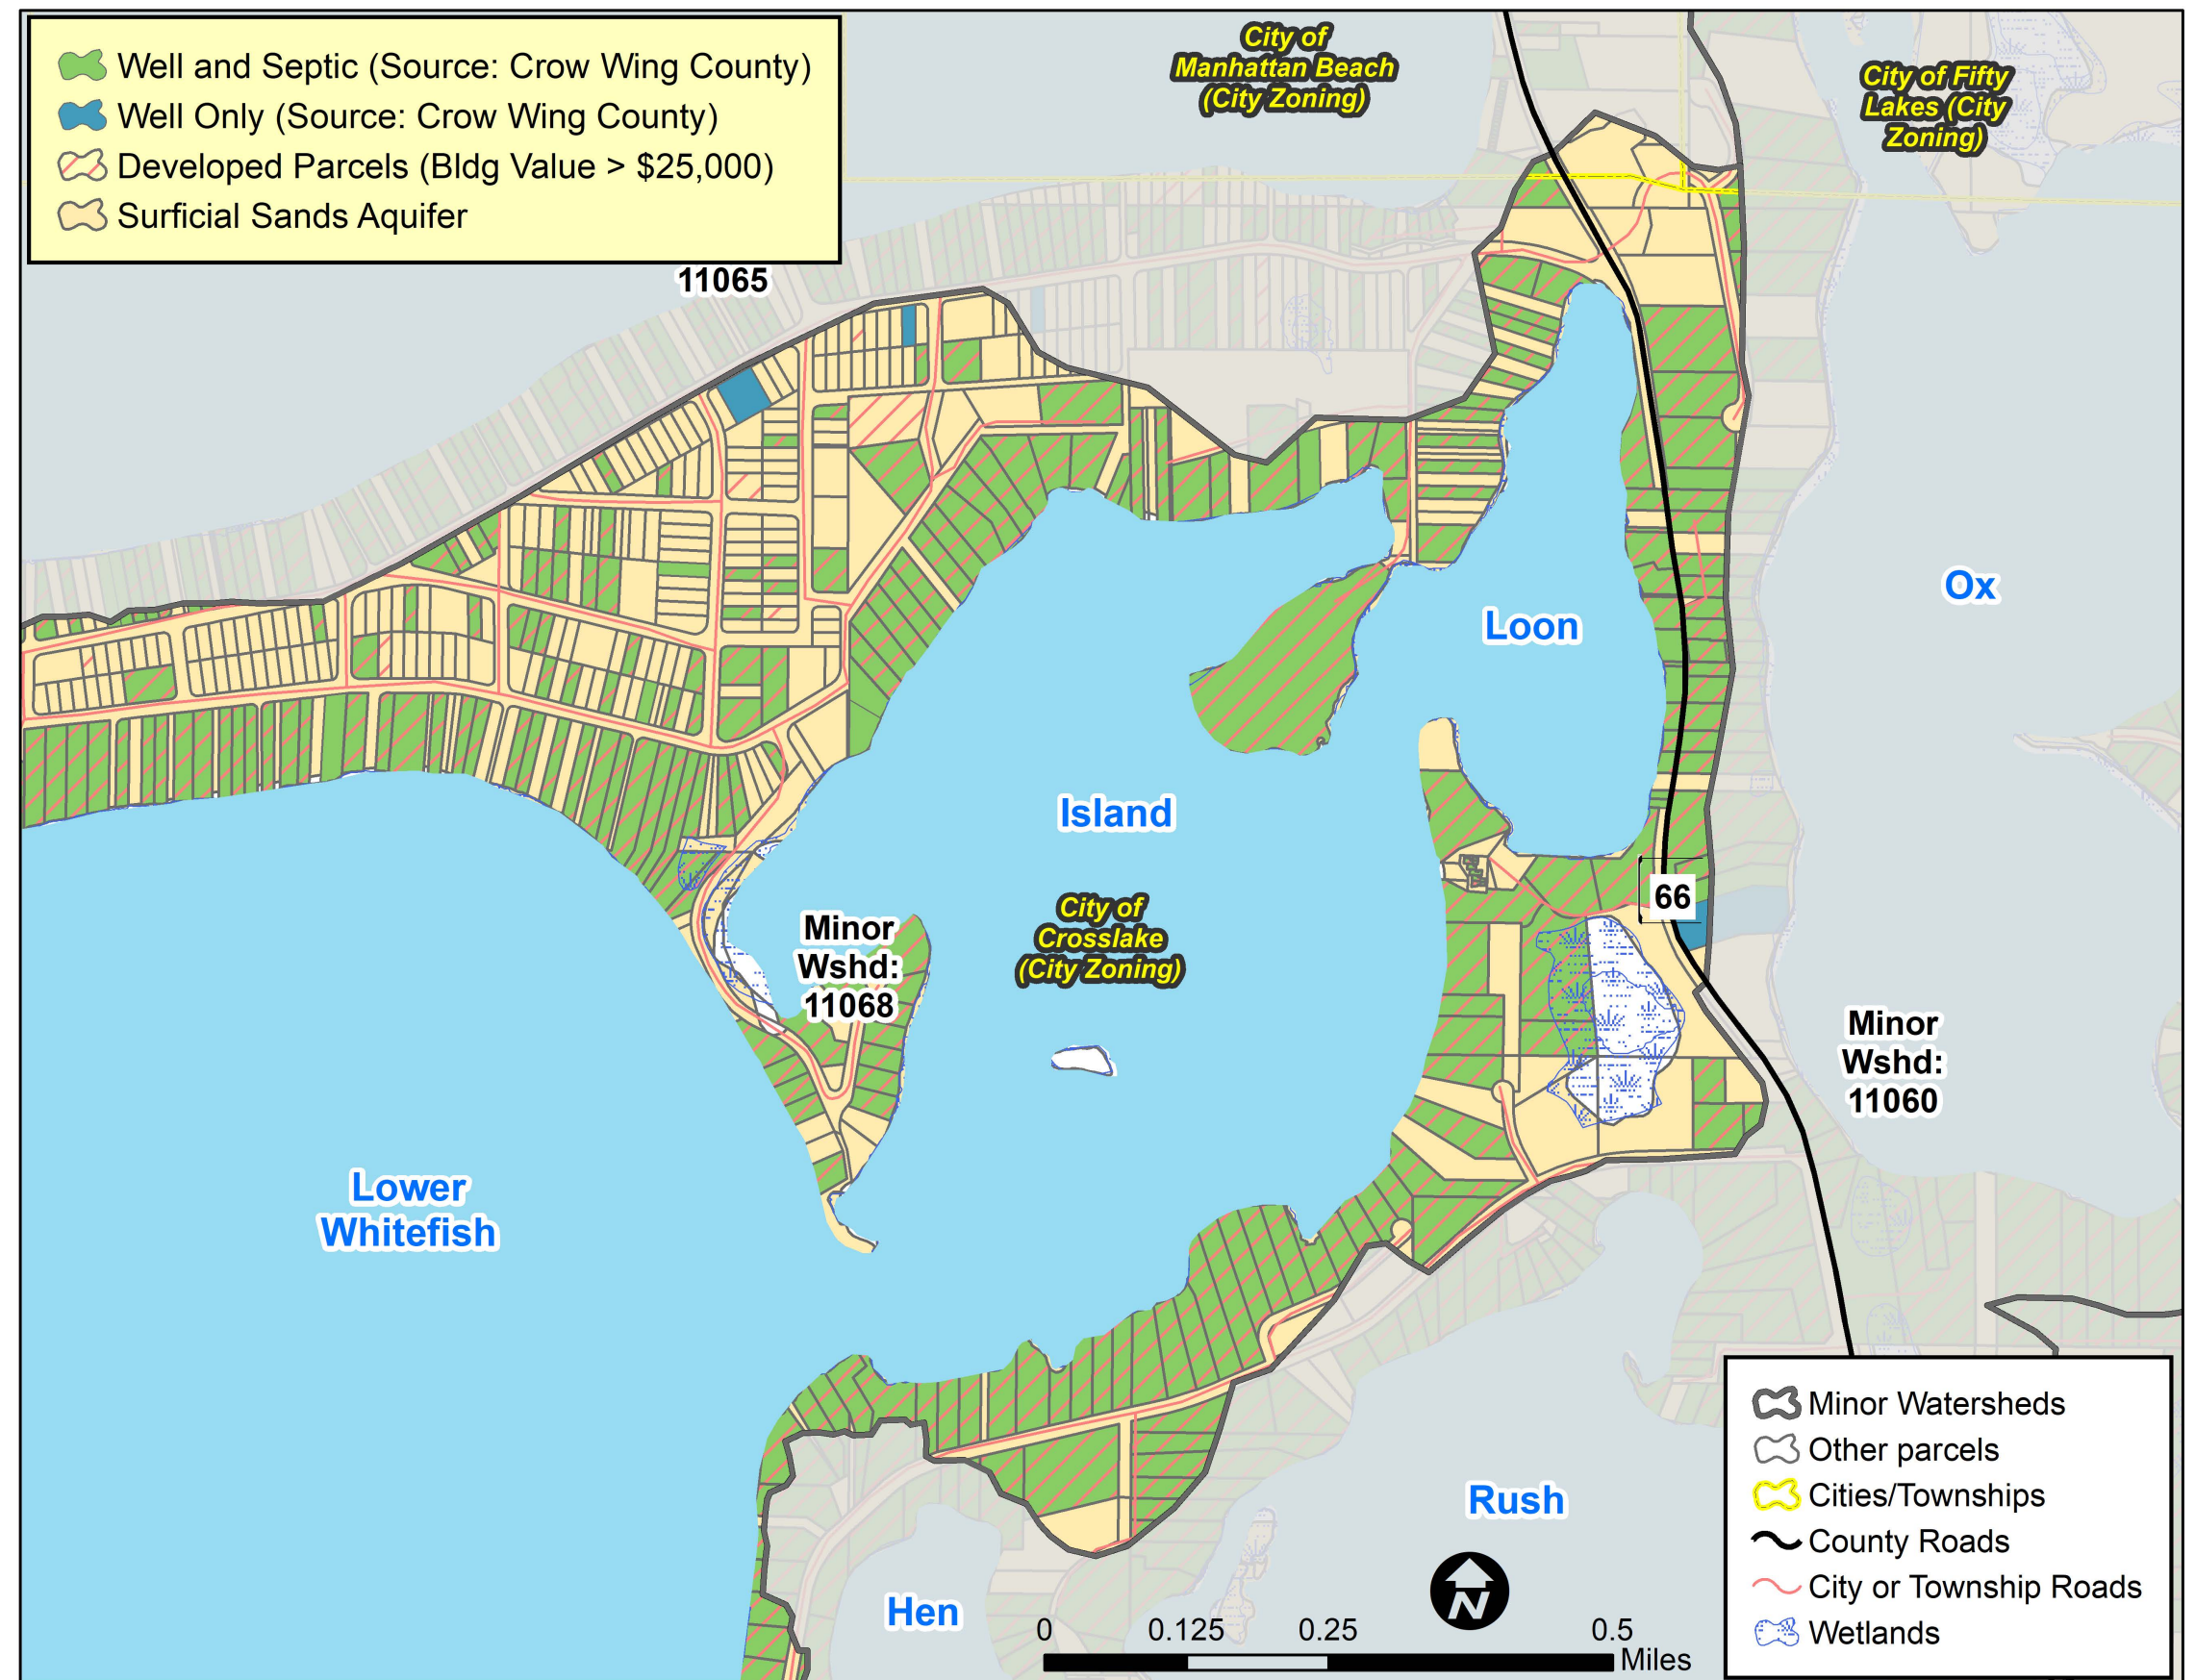 Well and Septic (Source: Crow Wing County)
Well Only (Source: Crow Wing County)
Developed Parcels (Bldg Value > $25,000)
Surficial Sands Aquifer
City of
Manhattan Beach
(City Zoning)
City of Fifty
Lakes (City
Zoning)
11065
Ox
Loon
Island
66
City of
Crosslake
(City Zoning)
Minor
Wshd:
11068
Minor
Wshd:
11060
Lower
Whitefish
Rush
Hen
N
0 0.125 0.25 0.5
Miles
Minor Watersheds
Other parcels
Cities/Townships
County Roads
City or Township Roads
Wetlands